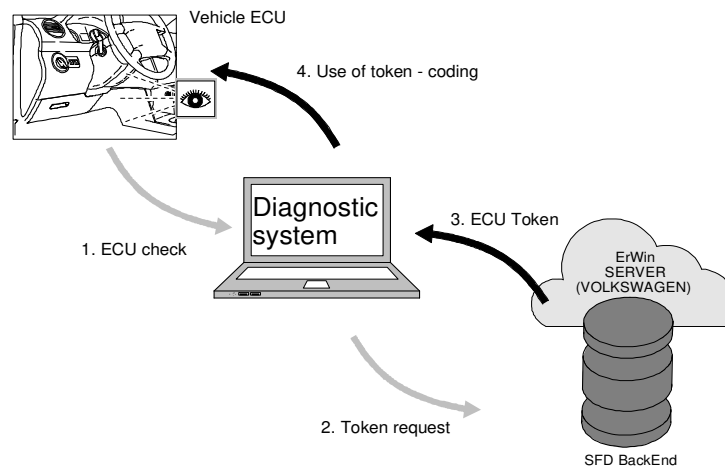 Vehicle ECU
4. Use of token - coding
Diagnostic
system
3. ECU Token
1. ECU check
ErWin
SERVER
(VOLKSWAGEN)
2. Token request
SFD BackEnd